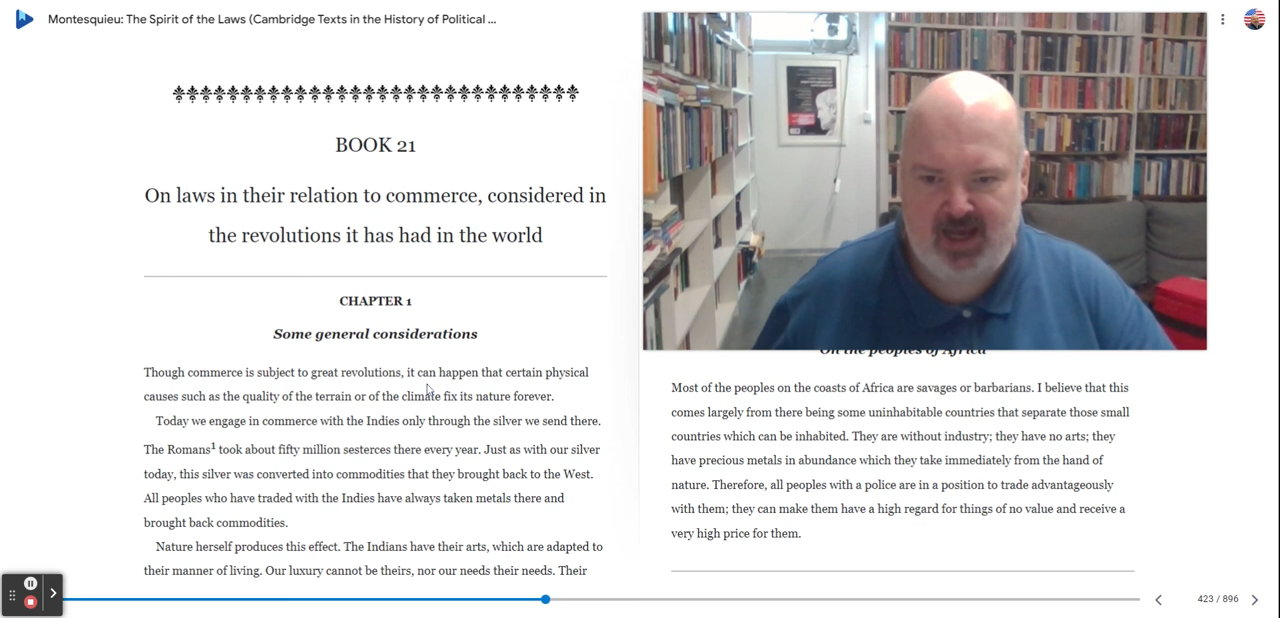 Montesquieu: The Spirit of the Laws (Cambridge Texts in the History of Political ...
BOOK 21
On laws in their relation to commerce, considered in
the revolutions it has had in the world
CHAPTER 1
Some general considerations
Though commerce is subject to great revolutions, it can happen that certain physical
causes such as the quality of the terrain or of the climate fix its nature forever.
Today we engage in commerce with the Indies only through the silver we send there.
The Romans1 took about fifty million sesterces there every year. Just as with our silver
today, this silver was converted into commodities that they brought back to the West.
All peoples who have traded with the Indies have always taken metals there and
brought back commodities.
Nature herself produces this effect. The Indians have their arts, which are adapted to
their manner of living. Our luxury cannot be theirs, nor our needs their needs. Their
On the peoples of Africa
Most of the peoples on the coasts of Africa are savages or barbarians. I believe that this
comes largely from there being some uninhabitable countries that separate those small
countries which can be inhabited. They are without industry; they have no arts; they
have precious metals in abundance which they take immediately from the hand of
nature. Therefore, all peoples with a police are in a position to trade advantageously
with them; they can make them have a high regard for things of no value and receive a
very high price for them.
423 / 896